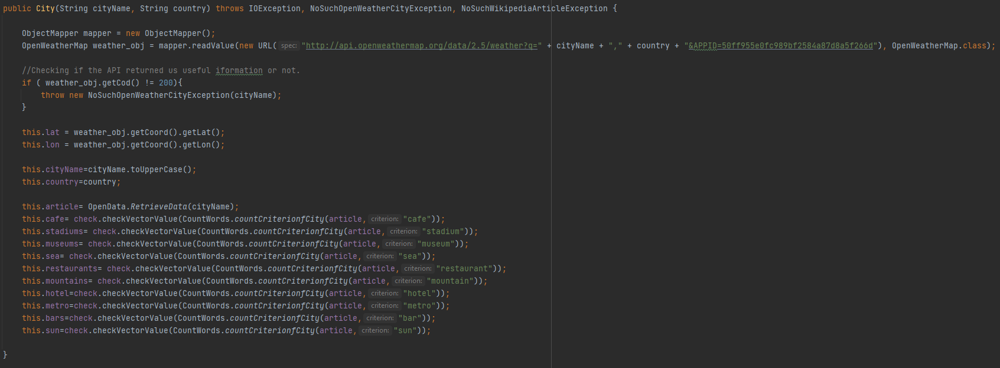 public City(String cityName, String country) throws IOException, NoSuchOpenWeatherCityException, NoSuchWikipediaArticleException {
ObjectMapper mapper = new ObjectMapper();
OpenWeatherMap weather_obj = mapper.readValue(new URL( spec: "http://api.openweathermap.org/data/2.5/weather?q=" + cityName + "," + country + "&APPID=50ff955e0fc989bf2584a87d8a5f266d"), OpenWeatherMap.class);
//Checking if the API returned us useful iformation or not.
if ( weather_obj.getCod() != 200){
throw new NoSuchOpenWeatherCityException(cityName);
}
this.lat = weather_obj.getCoord().getLat();
this.lon = weather_obj.getCoord().getLon();
this.cityName=cityName.toUpperCase();
this.country=country;
this.article= OpenData.RetrieveData(cityName);
this.cafe= check.checkVectorValue(CountWords.countCriterionfCity(article, criterion: "cafe"));
this.stadiums= check.checkVectorValue(CountWords.countCriterionfCity(article, criterion: "stadium"));
this.museums= check.checkVectorValue(CountWords.countCriterionfCity(article, criterion: "museum"));
this.sea= check.checkVectorValue(CountWords.countCriterionfCity(article, criterion: "sea"));
this.restaurants= check.checkVectorValue(CountWords.countCriterionfCity(article, criterion: "restaurant"));
this.mountains= check.checkVectorValue(CountWords.countCriterionfCity(article, criterion: "mountain"));
this.hotel=check.checkVectorValue(CountWords.countCriterionfCity(article, criterion: "hotel"));
this.metro=check.checkVectorValue(CountWords.countCriterionfCity(article, criterion: "metro"));
this.bars=check.checkVectorValue(CountWords.countCriterionfCity(article, criterion: "bar"));
this.sun=check.checkVectorValue(CountWords.countCriterionfCity(article, criterion: "sun"));
}